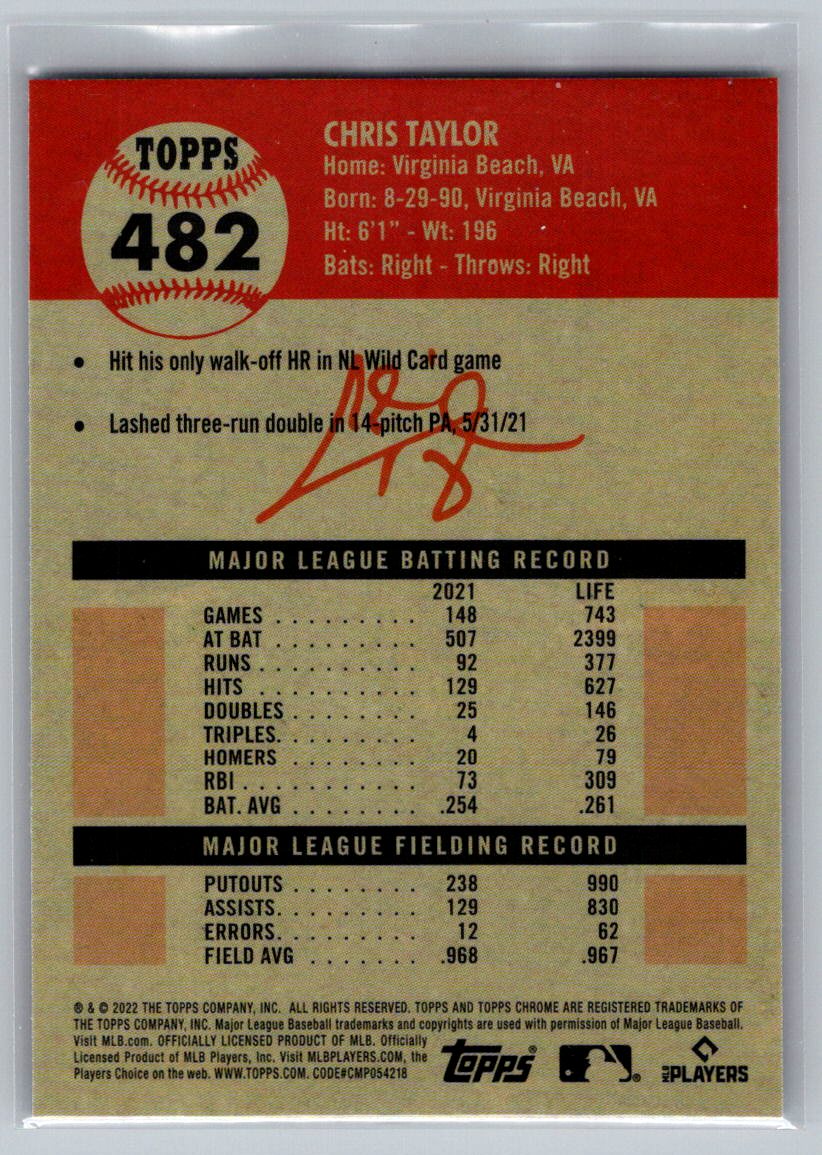 TOPPS
482
CHRIS TAYLOR
Home: Virginia Beach, VA
Born: 8-29-90, Virginia Beach, VA
Ht: 6'1" - Wt: 196
Bats: Right - Throws: Right
• Hit his only walk-off HR in NL Wild Card game
• Lashed three-run double in 14-pitch PA, 5/31/21
MAJOR LEAGUE BATTING RECORD
2021 LIFE
GAMES . . . . . . . . . 148 743
AT BAT . . . . . . . . . 507 2399
RUNS . . . . . . . . . . 92 377
HITS . . . . . . . . . . 129 627
DOUBLES . . . . . . . . 25 146
TRIPLES. . . . . . . . . 4 26
HOMERS . . . . . . . . 20 79
RBI . . . . . . . . . . . 73 309
BAT. AVG . . . . . . . . .254 .261
MAJOR LEAGUE FIELDING RECORD
PUTOUTS . . . . . . . . 238 990
ASSISTS. . . . . . . . . 129 830
ERRORS. . . . . . . . . 12 62
FIELD AVG . . . . . . . .968 .967
® & © 2022 THE TOPPS COMPANY, INC. ALL RIGHTS RESERVED. TOPPS AND TOPPS CHROME ARE REGISTERED TRADEMARKS OF
THE TOPPS COMPANY, INC. Major League Baseball trademarks and copyrights are used with permission of Major League Baseball.
Visit MLB.com. OFFICIALLY LICENSED PRODUCT OF MLB. Officially
Licensed Product of MLB Players, Inc. Visit MLBPLAYERS.COM, the
Players Choice on the web. WWW.TOPPS.COM. CODE#CMP054218
Topps®
®
MLB PLAYERS